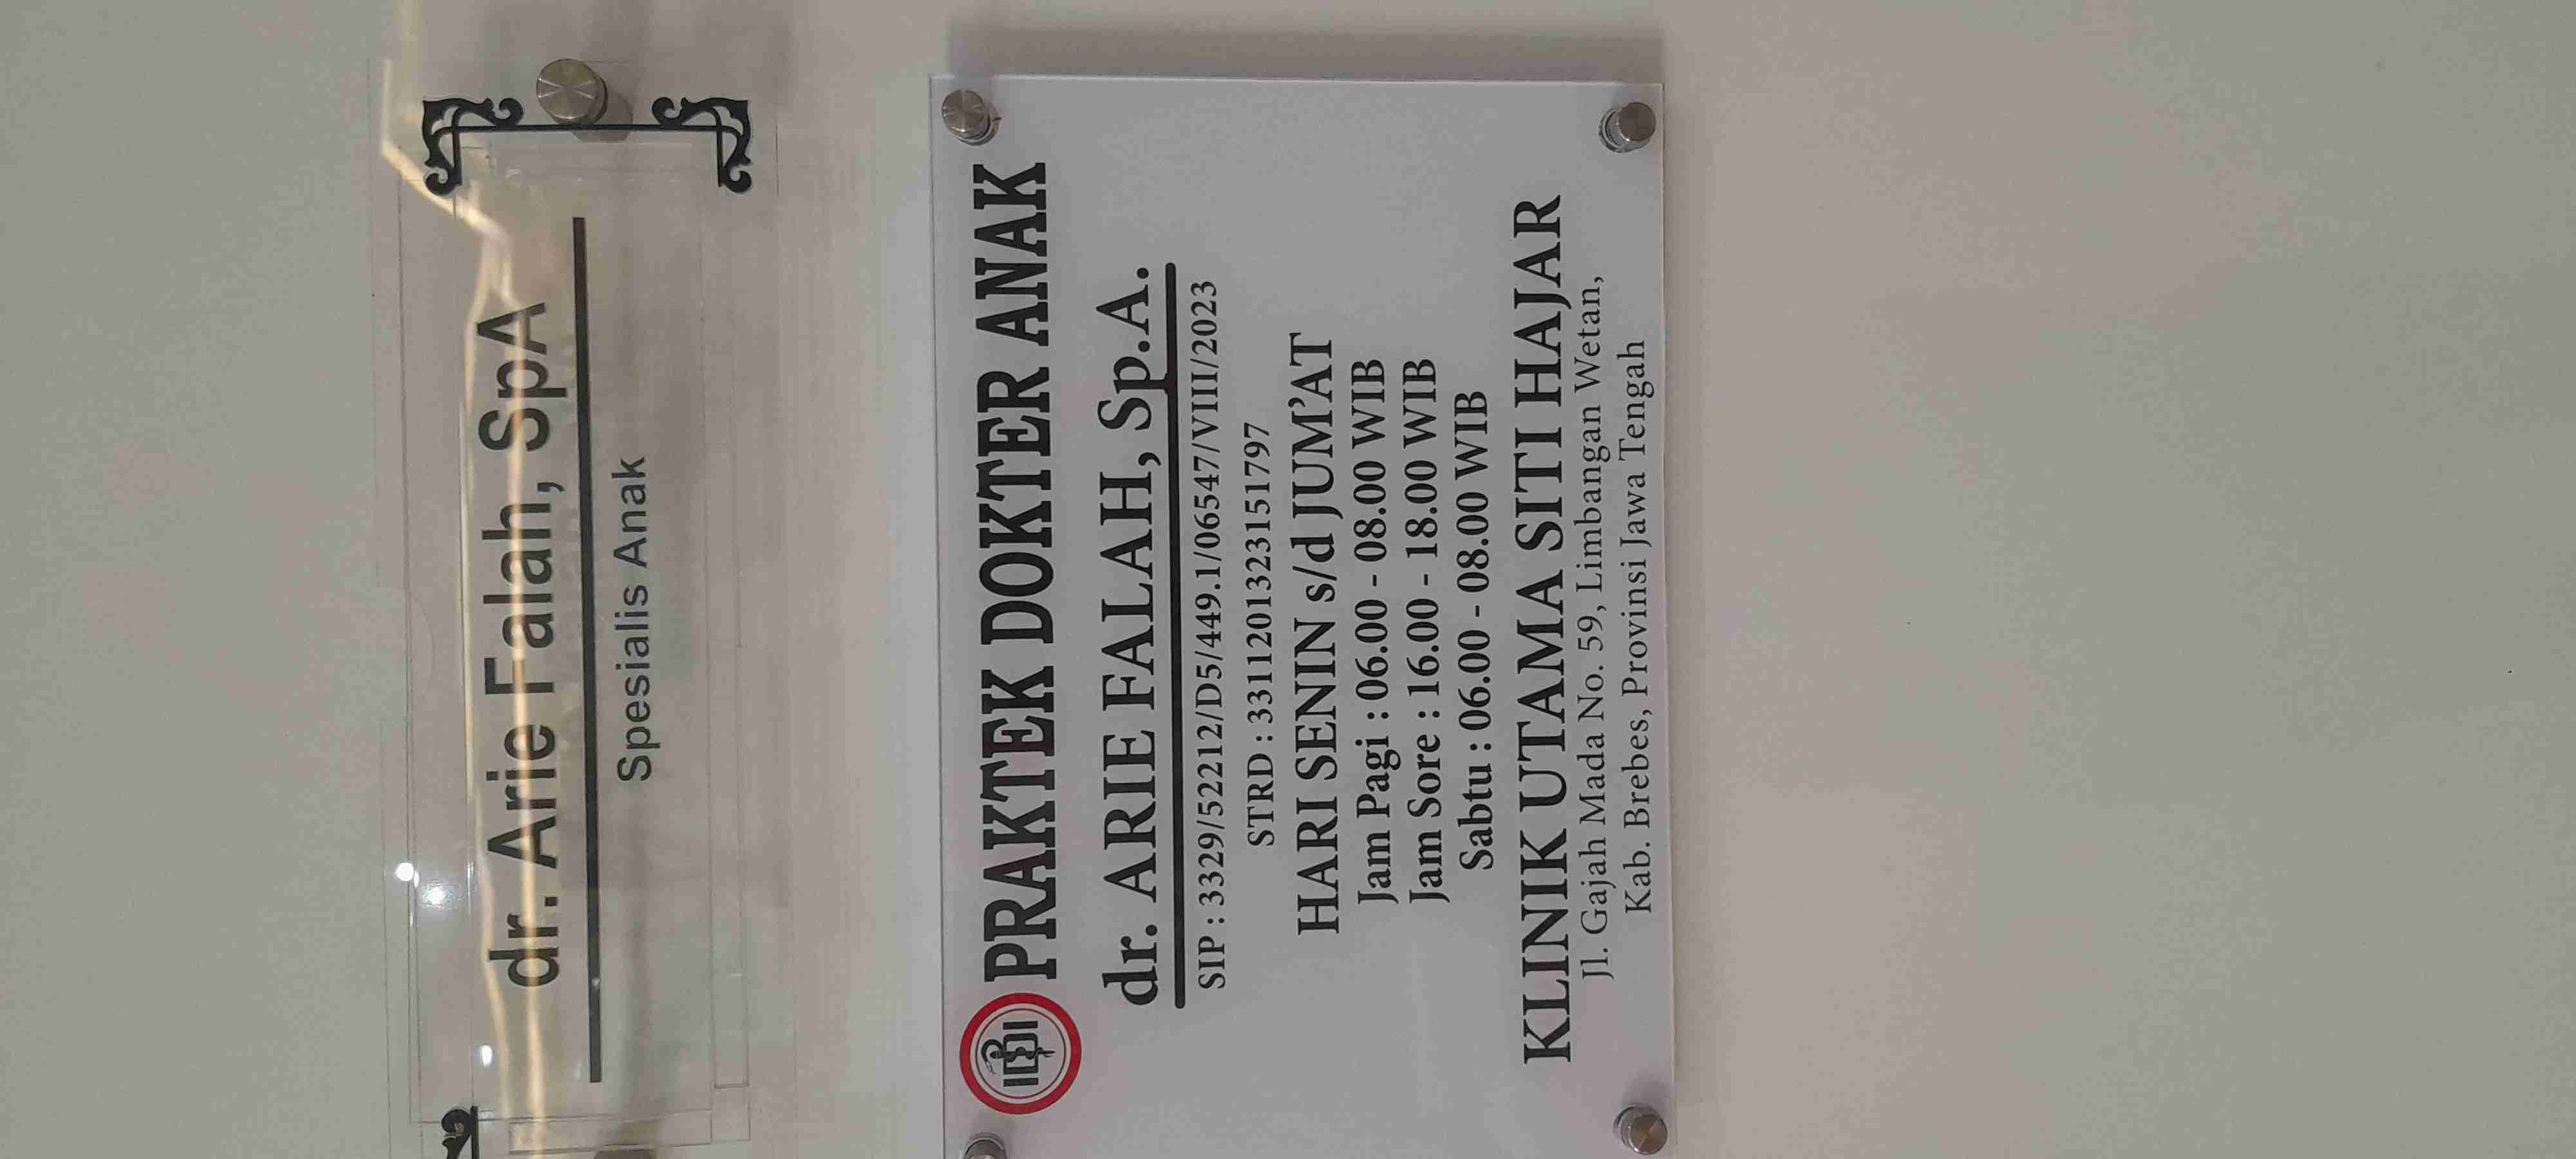 dr. Arie Falah, SpA
Spesialis Anak
IDI PRAKTEK DOKTER ANAK
dr. ARIE FALAH, Sp.A.
SIP : 3329/52212/D5/449.1/06547/VIII/2023
STRD : 3311201323151797
HARI SENIN s/d JUM'AT
Jam Pagi : 06.00 - 08.00 WIB
Jam Sore : 16.00 - 18.00 WIB
Sabtu : 06.00 - 08.00 WIB
KLINIK UTAMA SITI HAJAR
Jl. Gajah Mada No. 59, Limbangan Wetan,
Kab. Brebes, Provinsi Jawa Tengah